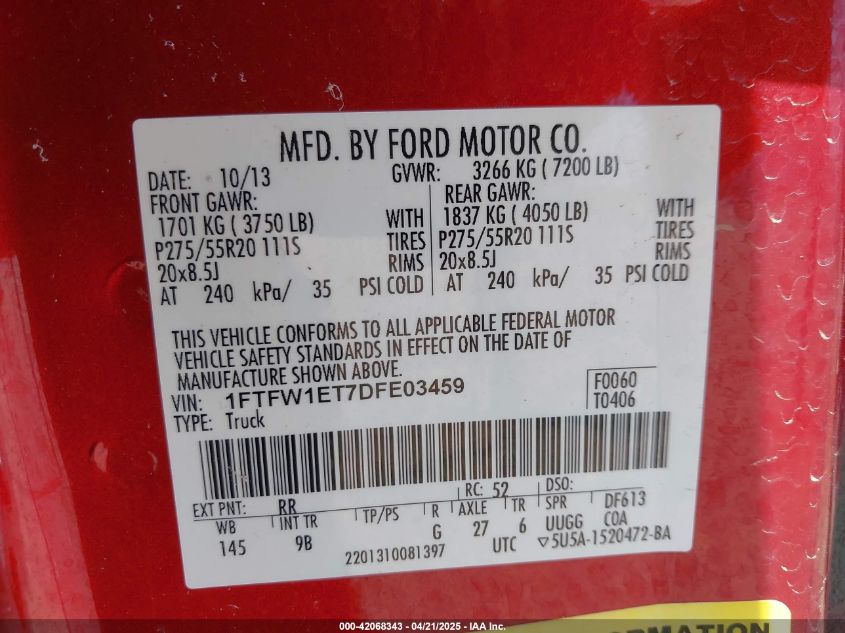 MFD. BY FORD MOTOR CO.
DATE: 10/13 GVWR: 3266 KG ( 7200 LB)
FRONT GAWR: REAR GAWR:
1701 KG ( 3750 LB) WITH 1837 KG ( 4050 LB) WITH
P275/55R20 111S TIRES P275/55R20 111S TIRES
20x8.5J RIMS 20x8.5J RIMS
AT 240 kPa/ 35 PSI COLD AT 240 kPa/ 35 PSI COLD
THIS VEHICLE CONFORMS TO ALL APPLICABLE FEDERAL MOTOR
VEHICLE SAFETY STANDARDS IN EFFECT ON THE DATE OF
MANUFACTURE SHOWN ABOVE.
VIN: 1FTFW1ET7DFE03459 F0060
TYPE: Truck T0406
EXT PNT: RR RC: 52 DSO:
WB INT TR TP/PS R AXLE TR SPR DF613
145 9B G 27 6 UUGG COA
2201310081397 UTC ▽5U5A-1520472-BA
INFORMATION
000-42068343 / 04/21/2025 - IAA Inc.